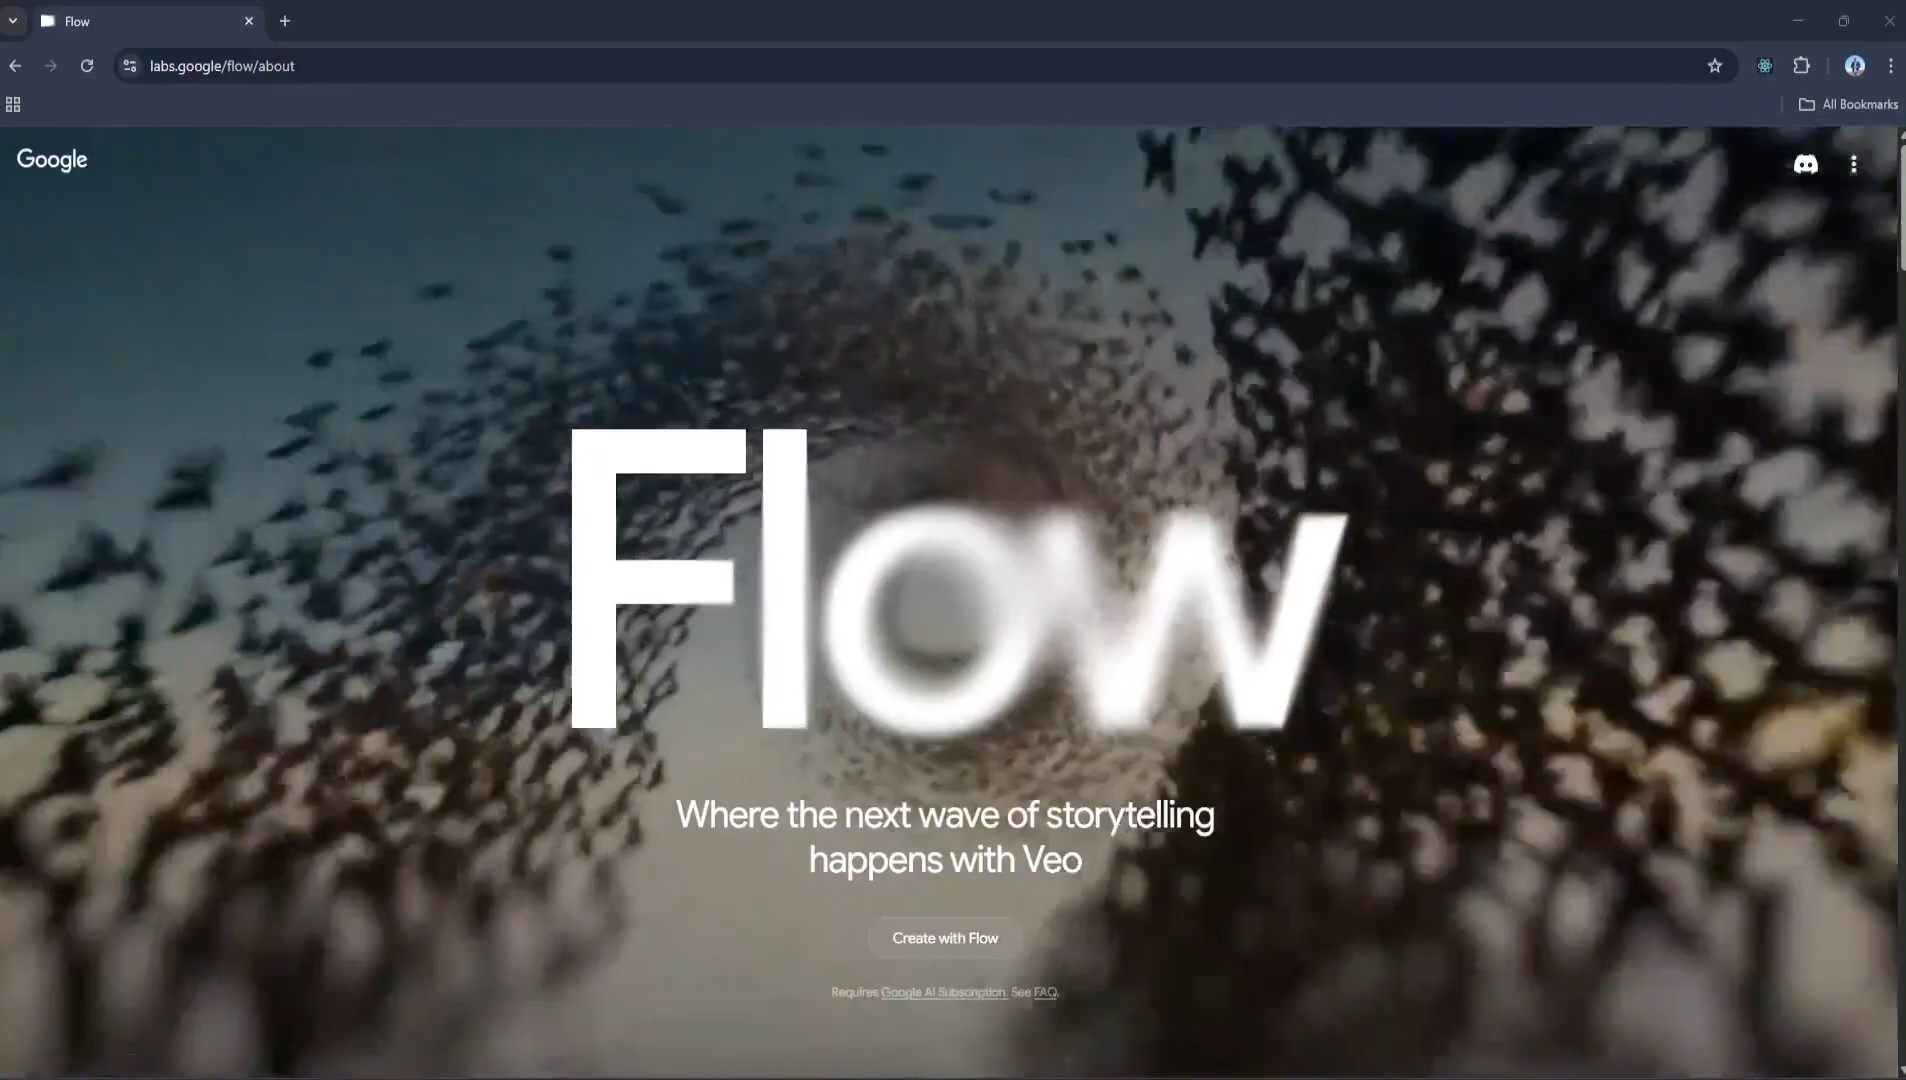 Flow
labs.google/flow/about
All Bookmarks
Google
Flow
Where the next wave of storytelling
happens with Veo
Create with Flow
Requires Google AI Subscription. See FAQ.